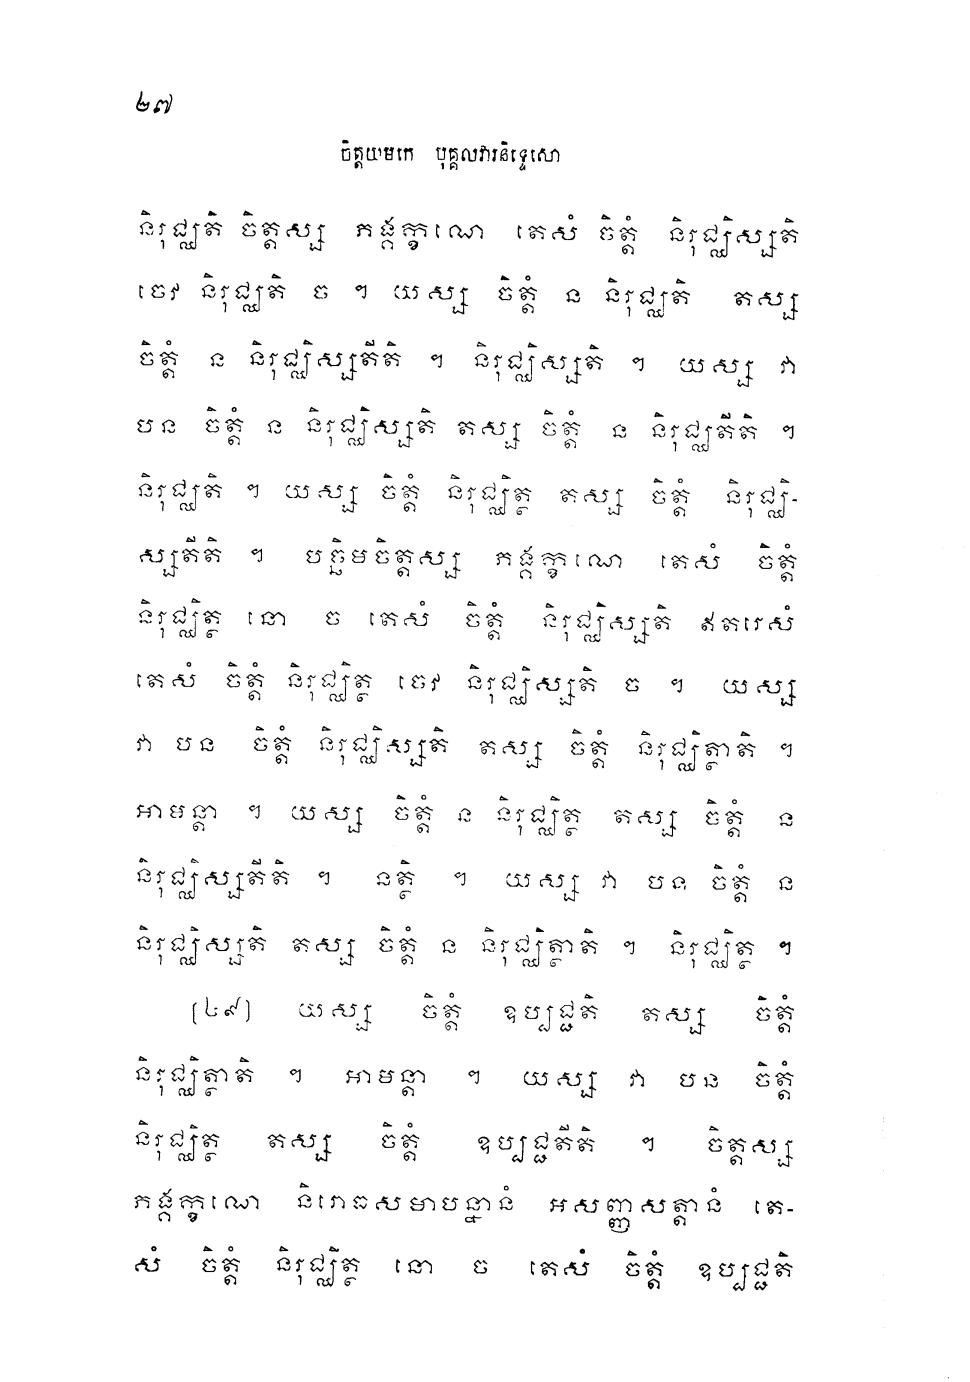 ២៧
ចិត្តយមកេ បុគ្គលវារនិទ្ទេសោ
និរុជ្ឈតិ ចិត្តស្ស ភង្គក្ខណេ តេសំ ចិត្តំ និរុជ្ឈិស្សតិ
ចេវ និរុជ្ឈតិ ច ។ យស្ស ចិត្តំ ន និរុជ្ឈតិ តស្ស
ចិត្តំ ន និរុជ្ឈិស្សតីតិ ។ និរុជ្ឈិស្សតិ ។ យស្ស វា
បន ចិត្តំ ន និរុជ្ឈិស្សតិ តស្ស ចិត្តំ ន និរុជ្ឈតីតិ ។
និរុជ្ឈតិ ។ យស្ស ចិត្តំ និរុជ្ឈិត្ថ តស្ស ចិត្តំ និរុជ្ឈិ-
ស្សតីតិ ។ បច្ឆិមចិត្តស្ស ភង្គក្ខណេ តេសំ ចិត្តំ
និរុជ្ឈិត្ថ នោ ច តេសំ ចិត្តំ និរុជ្ឈិស្សតិ ឥតរេសំ
តេសំ ចិត្តំ និរុជ្ឈិត្ថ ចេវ និរុជ្ឈិស្សតិ ច ។ យស្ស
វា បន ចិត្តំ និរុជ្ឈិស្សតិ តស្ស ចិត្តំ និរុជ្ឈិត្ថាតិ ។
អាមន្តា ។ យស្ស ចិត្តំ ន និរុជ្ឈិត្ថ តស្ស ចិត្តំ ន
និរុជ្ឈិស្សតីតិ ។ នត្ថិ ។ យស្ស វា បន ចិត្តំ ន
និរុជ្ឈិស្សតិ តស្ស ចិត្តំ ន និរុជ្ឈិត្ថាតិ ។ និរុជ្ឈិត្ថ ។
(៤៩) យស្ស ចិត្តំ ឧប្បជ្ជតិ តស្ស ចិត្តំ
និរុជ្ឈិត្ថាតិ ។ អាមន្តា ។ យស្ស វា បន ចិត្តំ
និរុជ្ឈិត្ថ តស្ស ចិត្តំ ឧប្បជ្ជតីតិ ។ ចិត្តស្ស
ភង្គក្ខណេ និរោធសមាបន្នានំ អសញ្ញសត្តានំ តេ-
សំ ចិត្តំ និរុជ្ឈិត្ថ នោ ច តេសំ ចិត្តំ ឧប្បជ្ជតិ